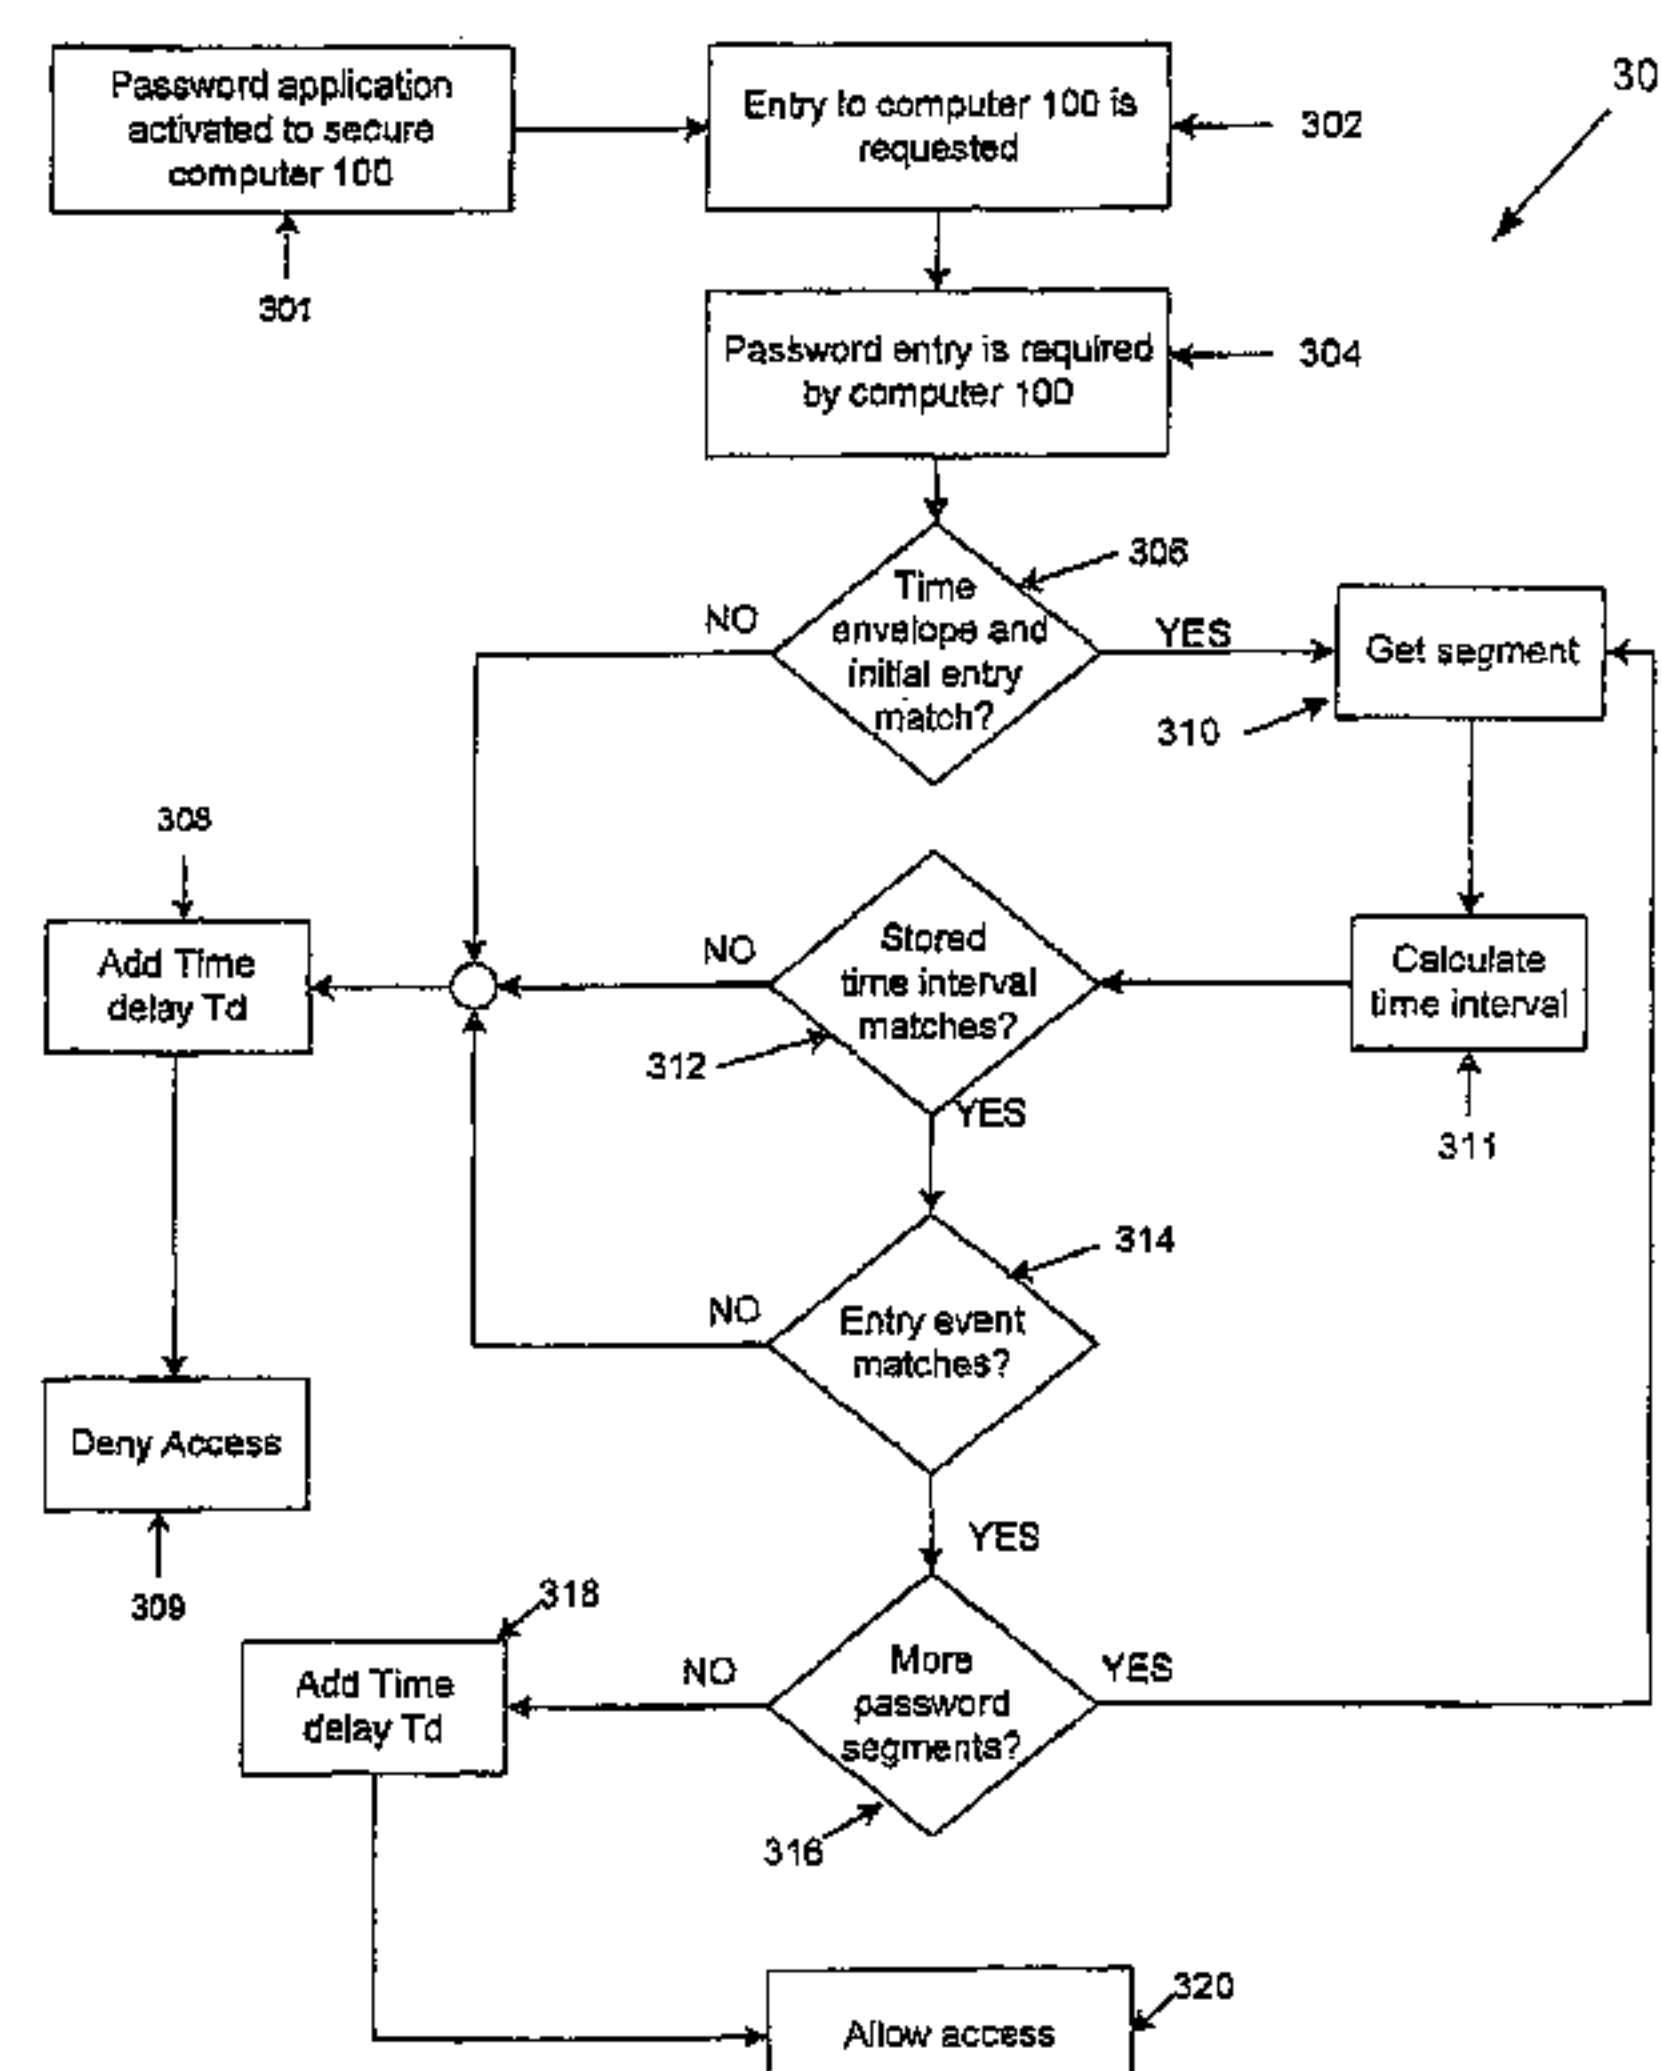 Password application
activated to secure
computer 100
301
Entry to computer 100 is
requested
302
30
Password entry is required
by computer 100
304
Time
envelope and
initial entry
match?
306
NO
YES
Get segment
310
308
Add Time
delay Td
NO
Stored
time interval
matches?
312
YES
Calculate
time interval
311
314
NO
Entry event
matches?
YES
Deny Access
309
318
Add Time
delay Td
NO
More
password
segments?
YES
316
Allow access
320